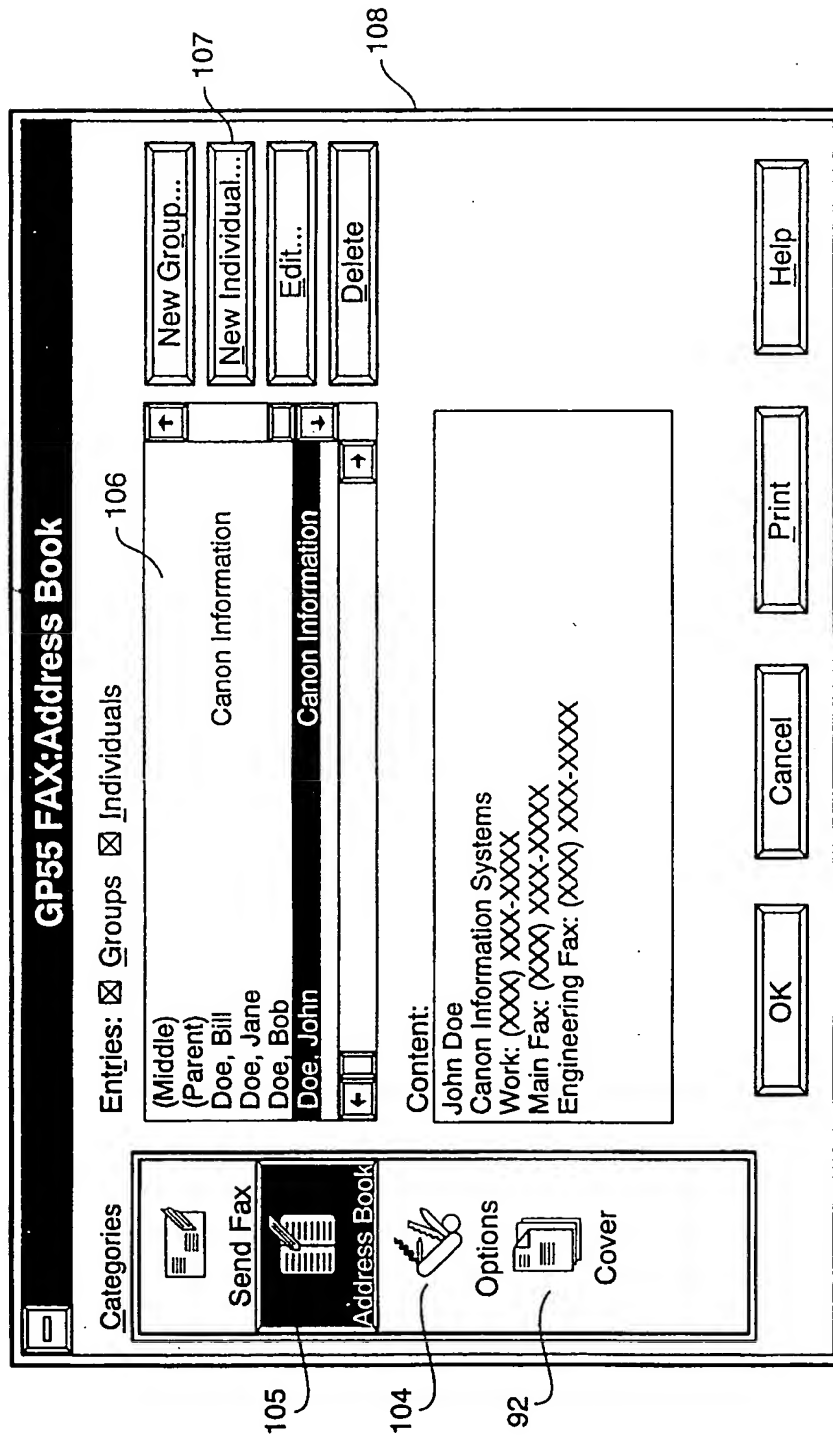 GP55 FAX:Address Book
Categories
Send Fax
Address Book
Options
Cover
Entries: Groups Individuals
(Middle)
(Parent)
Doe, Bill
Doe, Jane Canon Information
Doe, Bob
Doe, John Canon Information
New Group...
New Individual...
Edit...
Delete
Content:
John Doe
Canon Information Systems
Work: (XXX) XXX-XXXX
Main Fax: (XXX) XXX-XXXX
Engineering Fax: (XXX) XXX-XXXX
OK
Cancel
Print
Help
105
104
92
106
107
108